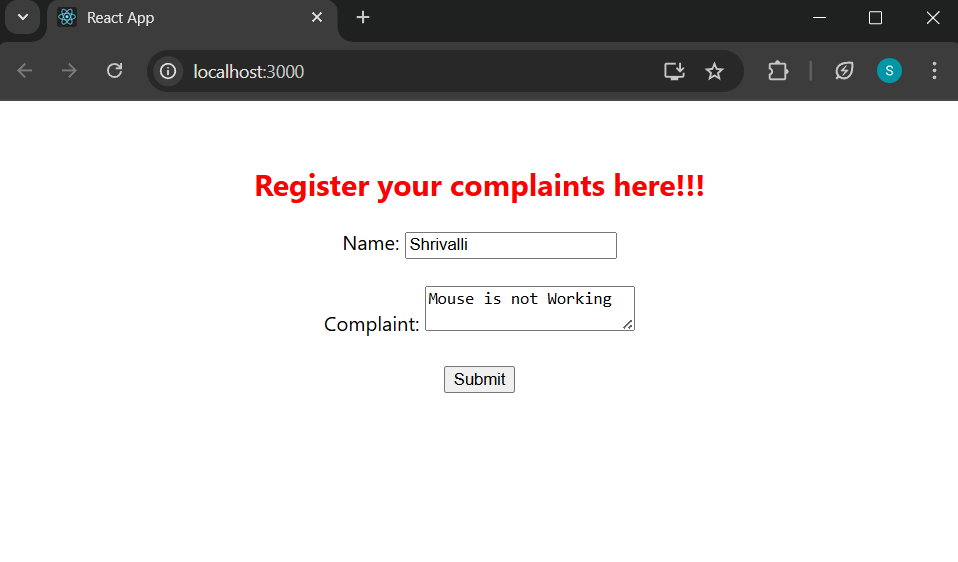 React App
localhost:3000
S
Register your complaints here!!!
Name: Shrivalli
Complaint: Mouse is not Working
Submit